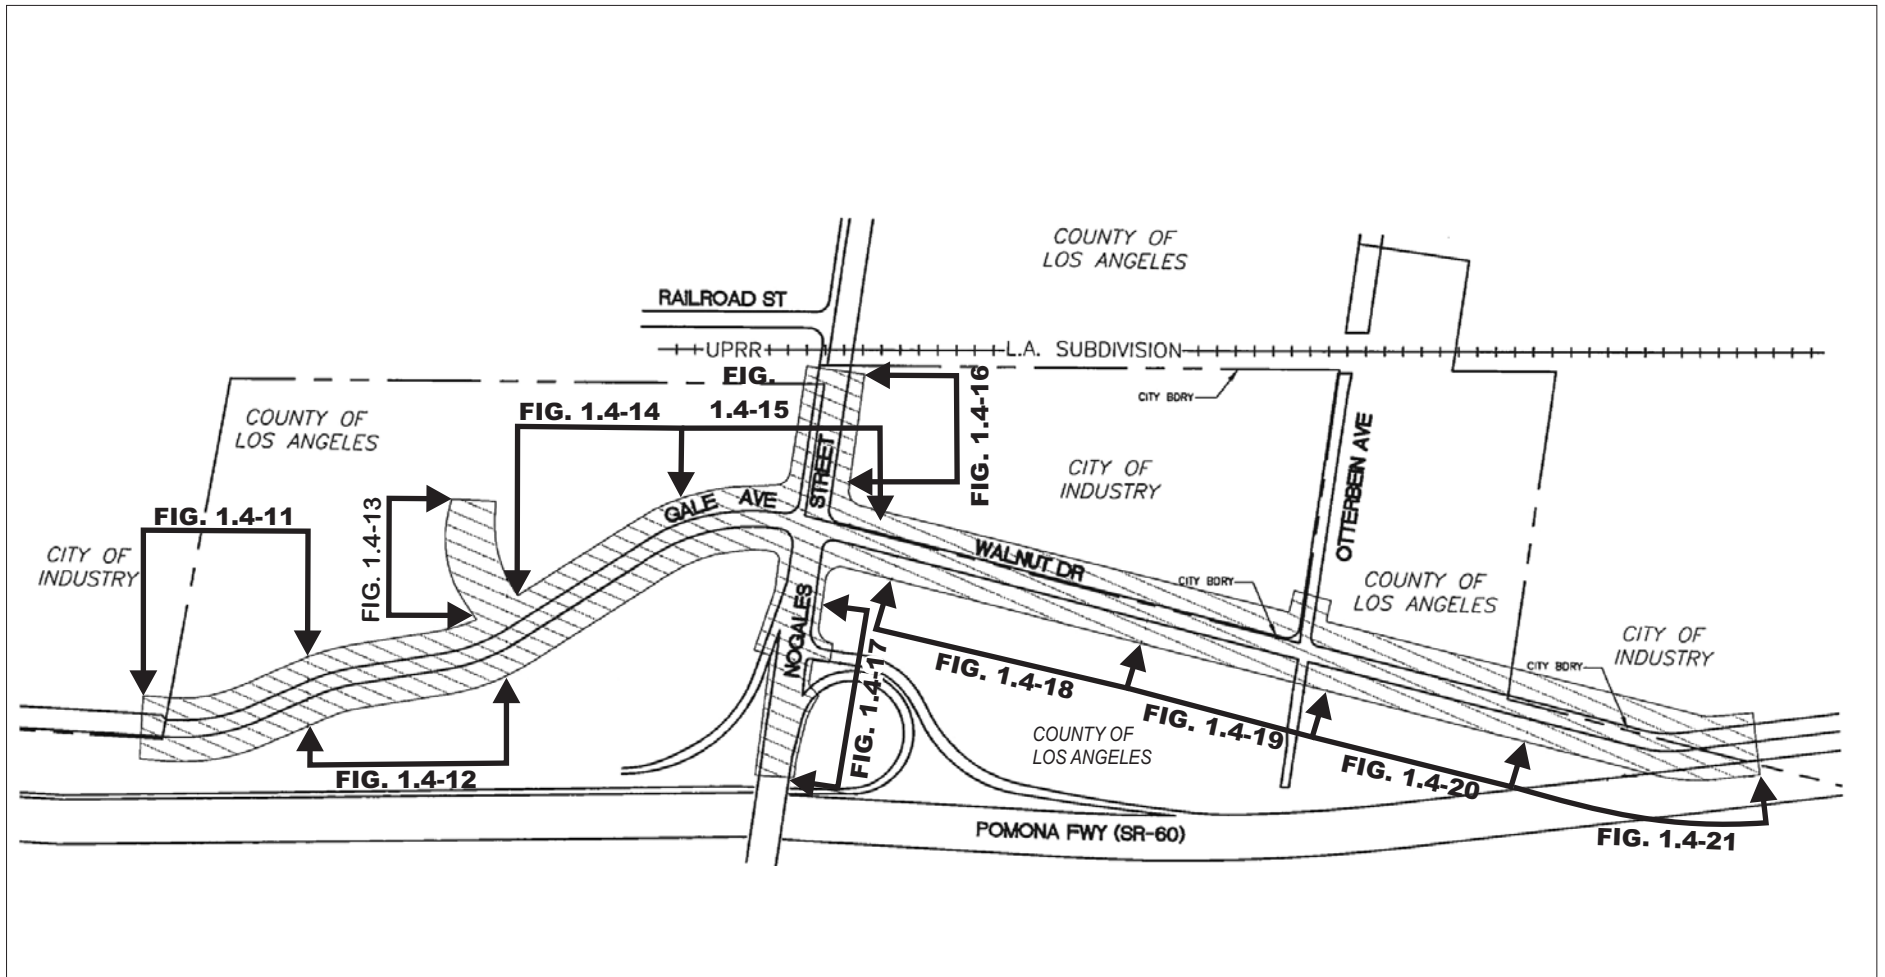 COUNTY OF
LOS ANGELES
RAILROAD ST
UPRR
L.A. SUBDIVISION
FIG.
1.4-15
FIG. 1.4-14
FIG. 1.4-16
CITY BDRY
COUNTY OF
LOS ANGELES
STREET
CITY OF
INDUSTRY
OTTERBEIN AVE
GALE AVE
FIG. 1.4-11
FIG. 1.4-13
CITY OF
INDUSTRY
WALNUT DR
CITY BDRY
COUNTY OF
LOS ANGELES
NOGALES
FIG. 1.4-17
CITY OF
INDUSTRY
CITY BDRY
FIG. 1.4-18
FIG. 1.4-19
COUNTY OF
LOS ANGELES
FIG. 1.4-12
FIG. 1.4-20
POMONA FWY (SR-60)
FIG. 1.4-21